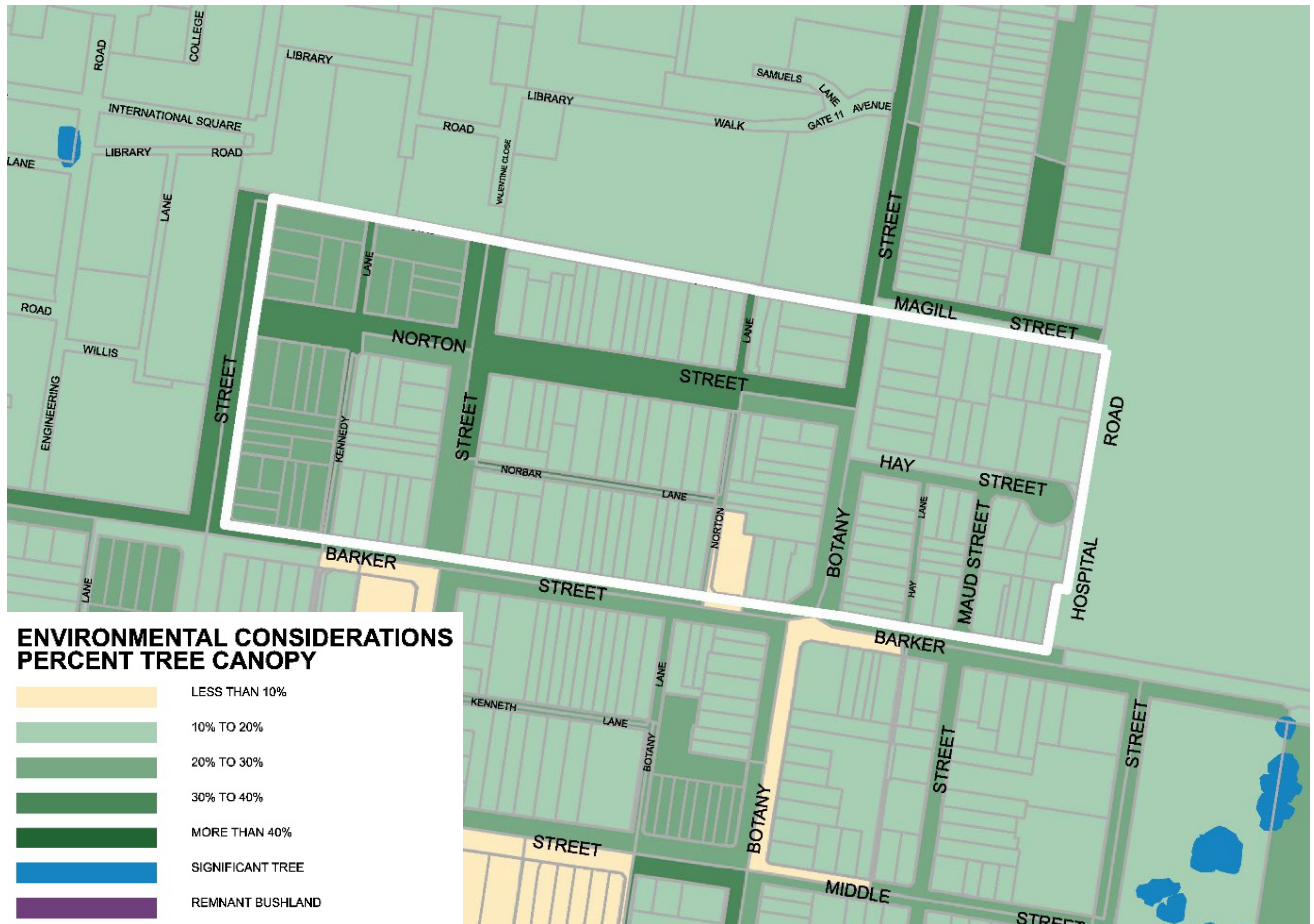 ROAD
COLLEGE
LIBRARY
INTERNATIONAL SQUARE
LIBRARY
ROAD
LANE
LANE
LIBRARY
ROAD
VALENTINE CLOSE
WALK
SAMUELS
LANE
GATE 11
AVENUE
STREET
MAGILL
STREET
ROAD
ROAD
WILLIS
ENGINEERING
STREET
LANE
NORTON
STREET
LANE
KENNEDY
STREET
NORBAR
LANE
NORTON
HAY
STREET
LANE
HAY
MAUD STREET
BOTANY
HOSPITAL
BARKER
STREET
BARKER
LANE
KENNETH
LANE
LANE
BOTANY
BOTANY
STREET
STREET
STREET
MIDDLE
STREET
ENVIRONMENTAL CONSIDERATIONS
PERCENT TREE CANOPY
LESS THAN 10%
10% TO 20%
20% TO 30%
30% TO 40%
MORE THAN 40%
SIGNIFICANT TREE
REMNANT BUSHLAND